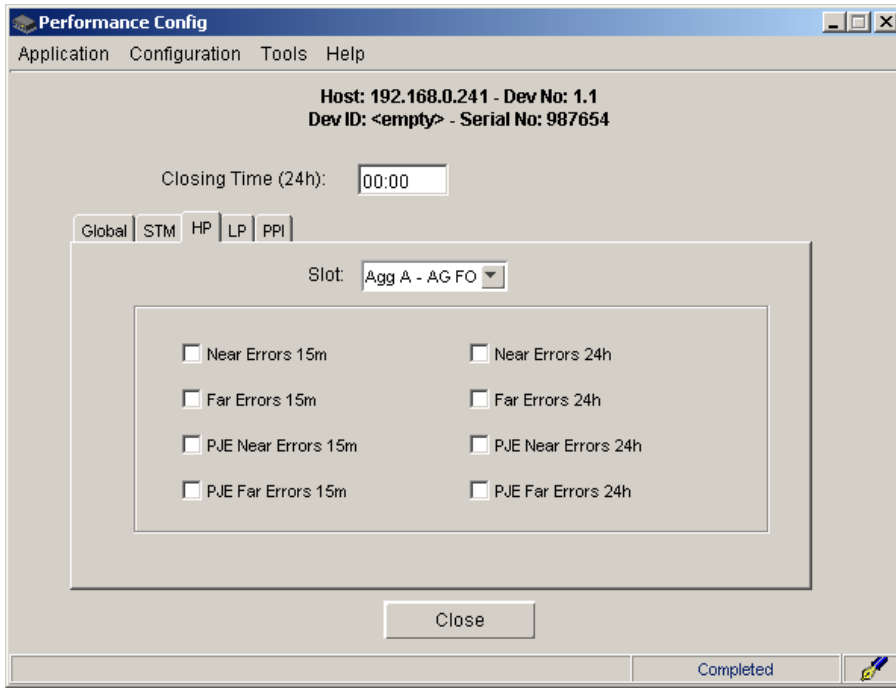 Performance Config
Application Configuration Tools Help
Host: 192.168.0.241 - Dev No: 1.1
Dev ID: <empty> - Serial No: 987654
Closing Time (24h): 00:00
Global STM HP LP PPI
Slot: Agg A - AG FO
Near Errors 15m Near Errors 24h
Far Errors 15m Far Errors 24h
PJE Near Errors 15m PJE Near Errors 24h
PJE Far Errors 15m PJE Far Errors 24h
Close
Completed